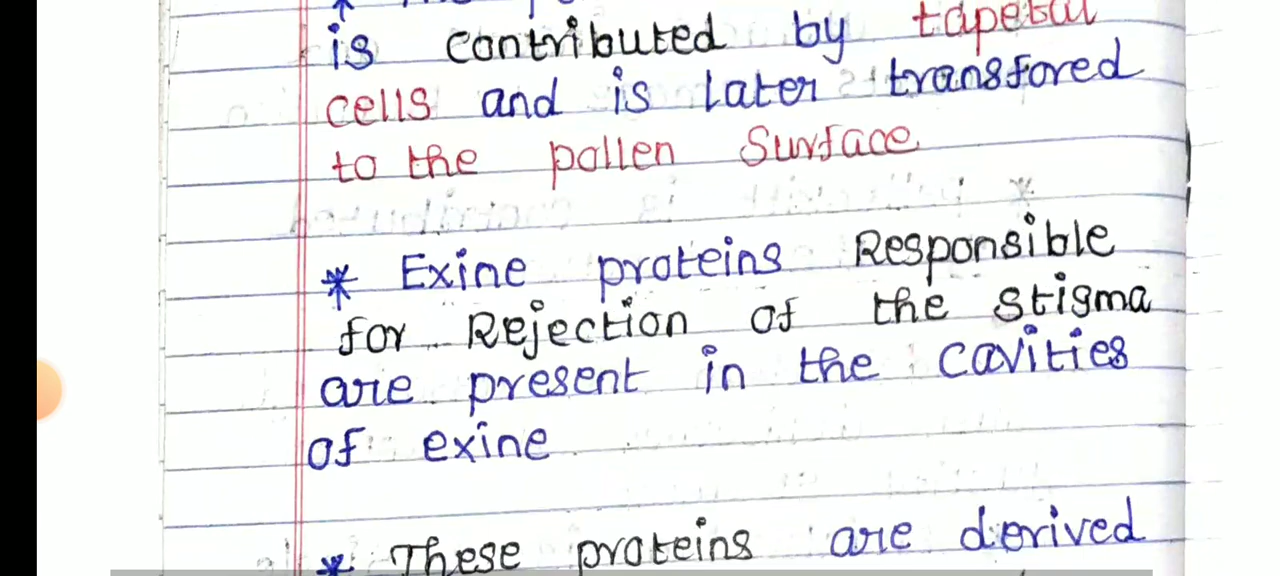 is contributed by tapetal
cells and is later transfored
to the pollen Surface
* Exine proteins Responsible
for Rejection of the stigma
are present in the cavities
of exine
* These proteins are derived